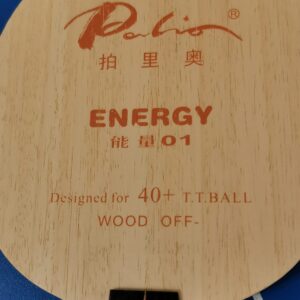 Palio®
拍里奥
ENERGY
能量01
Designed for 40+ T.T.BALL
WOOD OFF-